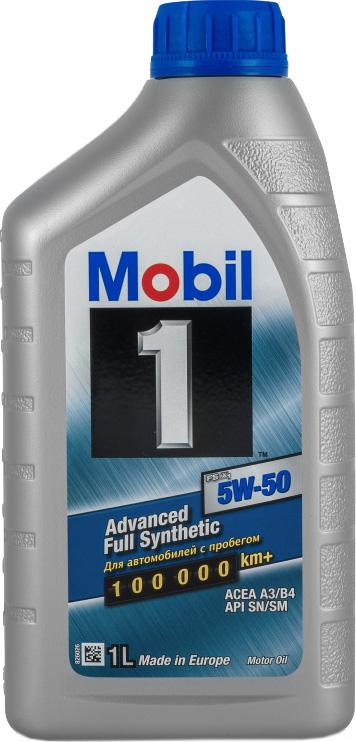 Mobil
1
™
FS X1
5W-50
Advanced
Full Synthetic
Для автомобилей с пробегом
100 000 km+
ACEA A3/B4
API SN/SM
1L Made in Europe Motor Oil